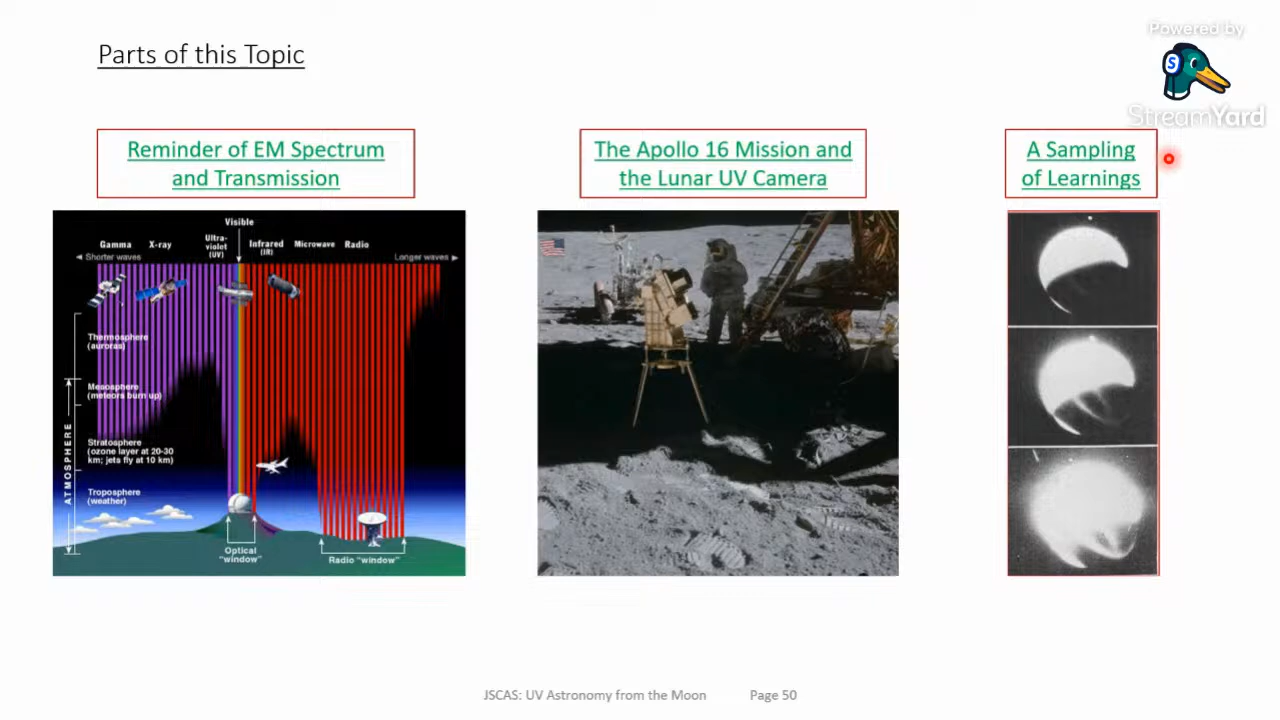 Parts of this Topic
Powered by
S
StreamYard
Reminder of EM Spectrum
and Transmission
The Apollo 16 Mission and
the Lunar UV Camera
A Sampling
of Learnings
Visible
Gamma
X-ray
Ultra-
violet
(UV)
Infrared
(IR)
Microwave
Radio
Shorter waves
Longer waves
Thermosphere
(auroras)
Mesosphere
(meteors burn up)
Stratosphere
(ozone layer at 20-30
km; jets fly at 10 km)
ATMOSPHERE
Troposphere
(weather)
Optical
"window"
Radio "window"
JSCAS: UV Astronomy from the Moon
Page 50